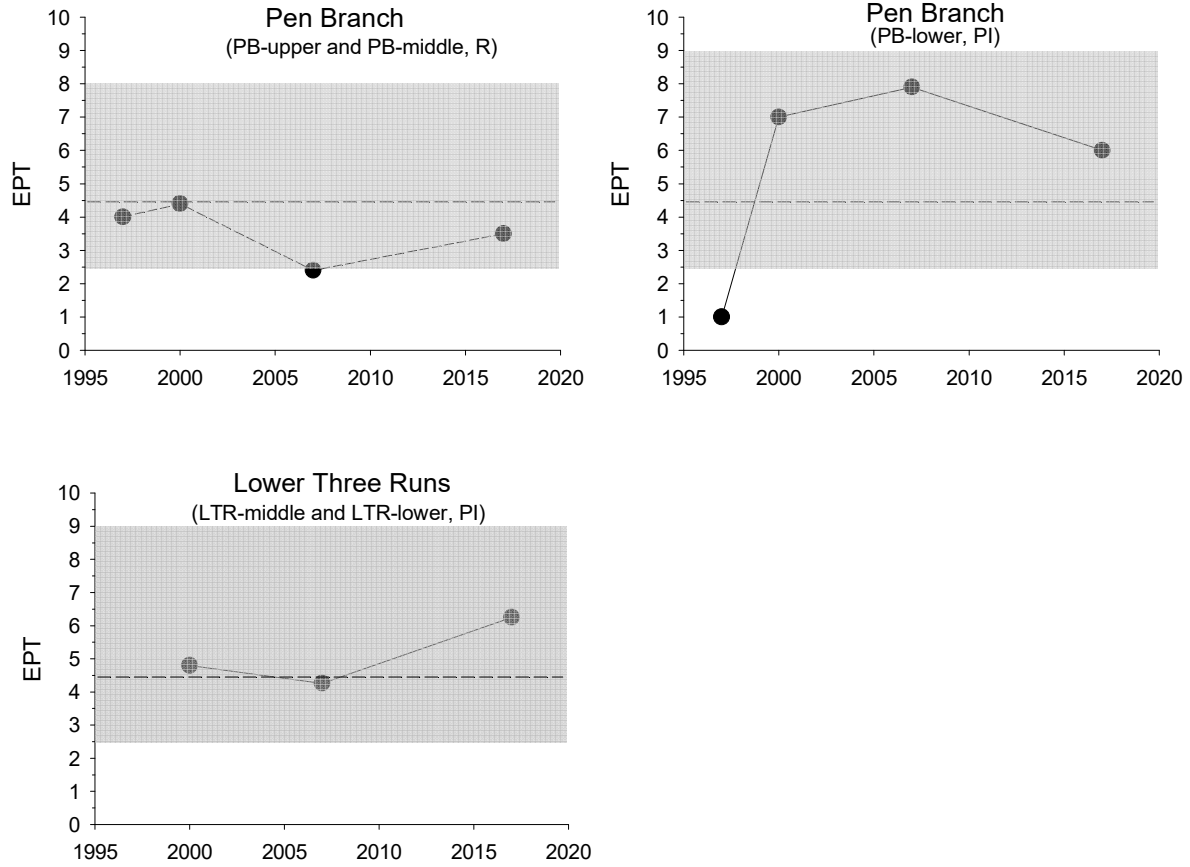 Pen Branch
(PB-upper and PB-middle, R)
EPT
10
9
8
7
6
5
4
3
2
1
0
1995 2000 2005 2010 2015 2020
Pen Branch
(PB-lower, PI)
EPT
10
9
8
7
6
5
4
3
2
1
0
1995 2000 2005 2010 2015 2020
Lower Three Runs
(LTR-middle and LTR-lower, PI)
EPT
10
9
8
7
6
5
4
3
2
1
0
1995 2000 2005 2010 2015 2020